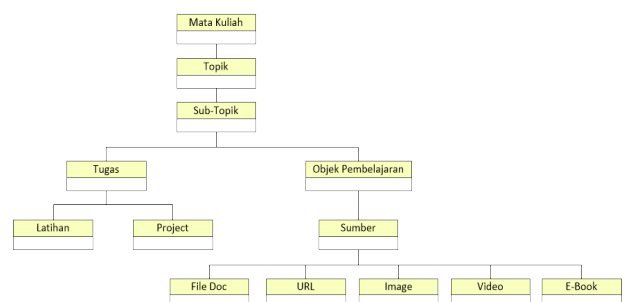 Mata Kuliah
Topik
Sub-Topik
Tugas
Objek Pembelajaran
Latihan
Project
Sumber
File Doc
URL
Image
Video
E-Book